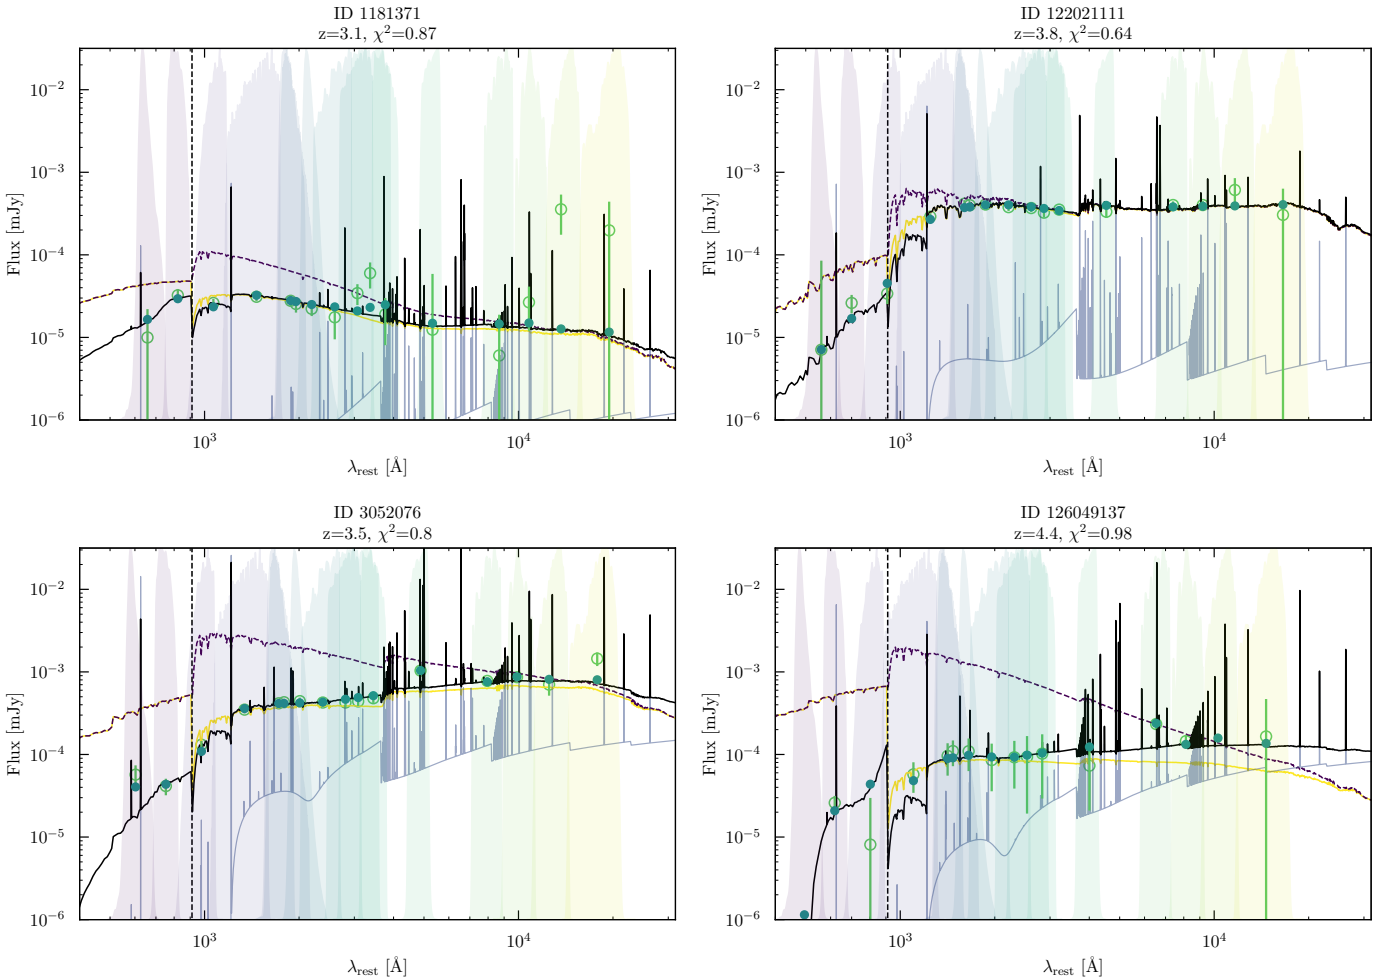 ID 1181371
z=3.1, χ²=0.87
10⁻²
10⁻³
10⁻⁴
10⁻⁵
10⁻⁶
Flux [mJy]
10³
10⁴
λrest [Å]
ID 122021111
z=3.8, χ²=0.64
10⁻²
10⁻³
10⁻⁴
10⁻⁵
10⁻⁶
Flux [mJy]
10³
10⁴
λrest [Å]
ID 3052076
z=3.5, χ²=0.8
10⁻²
10⁻³
10⁻⁴
10⁻⁵
10⁻⁶
Flux [mJy]
10³
10⁴
λrest [Å]
ID 126049137
z=4.4, χ²=0.98
10⁻²
10⁻³
10⁻⁴
10⁻⁵
10⁻⁶
Flux [mJy]
10³
10⁴
λrest [Å]